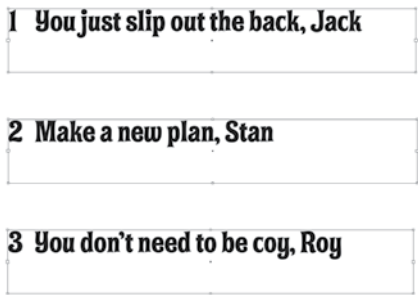 1 You just slip out the back, Jack
2 Make a new plan, Stan
3 You don't need to be coy, Roy